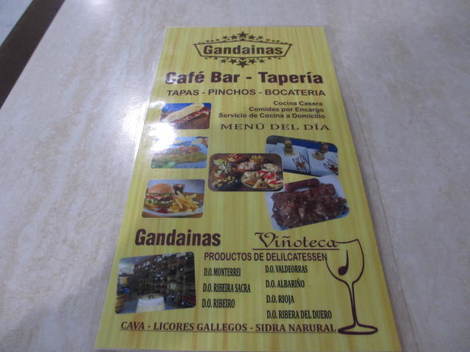 Gandainas
Café Bar - Tapería
TAPAS - PINCHOS - BOCATERIA
Cocina Casera
Comidas por Encargo
Servicio de Cocina a Domicilio
MENÚ DEL DÍA
Gandainas Viñoteca
PRODUCTOS DE DELILCATESSEN
D.O. MONTERREI
D.O. VALDEORRAS
D.O. RIBEIRA SACRA
D.O. ALBARIÑO
D.O. RIBEIRO
D.O. RIOJA
D.O. RIBERA DEL DUERO
CAVA - LICORES GALLEGOS - SIDRA NARURAL